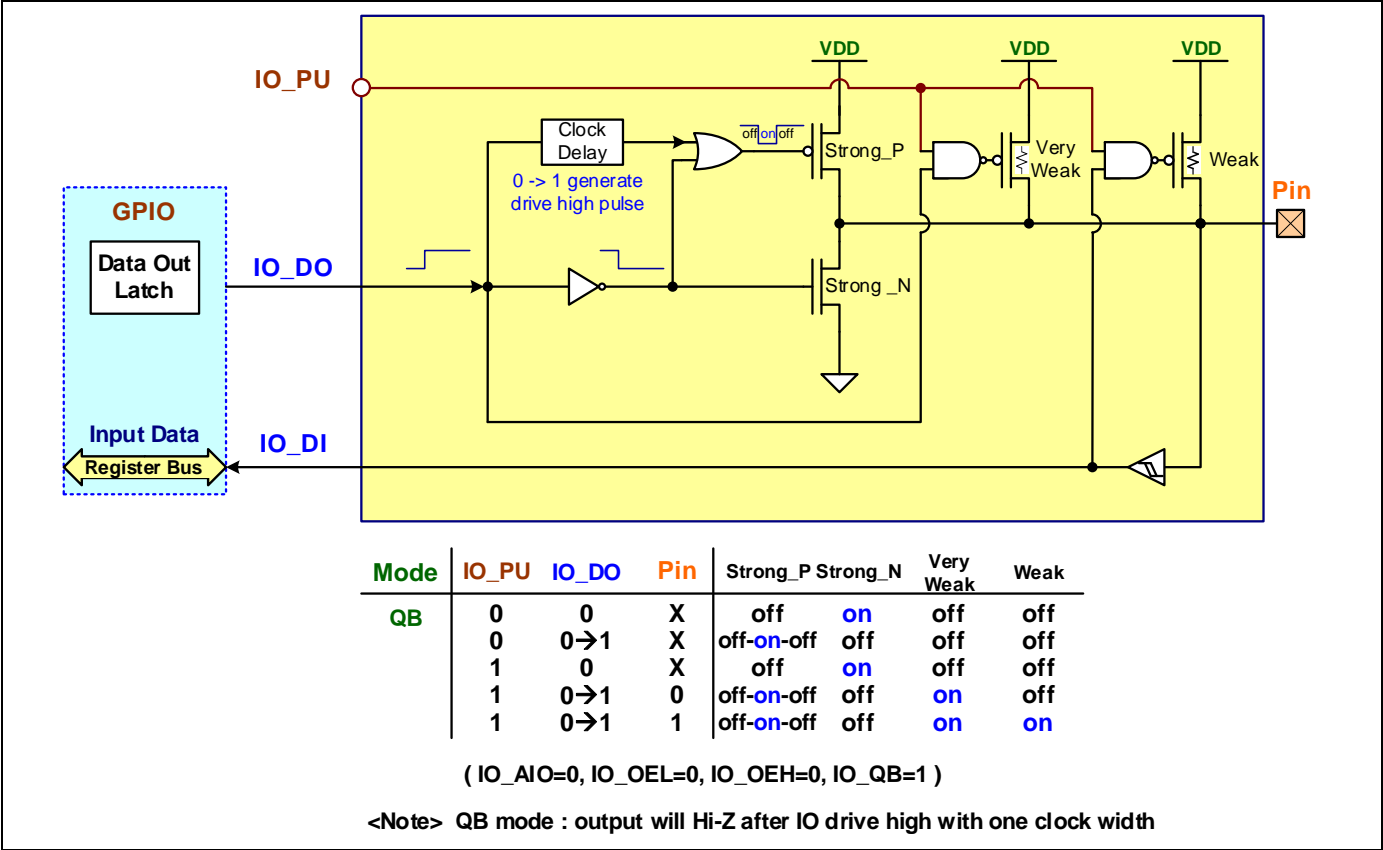 VDD VDD VDD
IO_PU
Clock
Delay
off on off
Strong_P
Very
Weak
Weak
0 -> 1 generate
drive high pulse
Pin
GPIO
Data Out
Latch
IO_DO
Strong _N
Input Data
IO_DI
Register Bus
Mode IO_PU IO_DO Pin Strong_P Strong_N Very Weak Weak
QB 0 0 X off on off off
0 0→1 X off-on-off off off off
1 0 X off on off off
1 0→1 0 off-on-off off on off
1 0→1 1 off-on-off off on on
( IO_AIO=0, IO_OEL=0, IO_OEH=0, IO_QB=1 )
<Note> QB mode : output will Hi-Z after IO drive high with one clock width